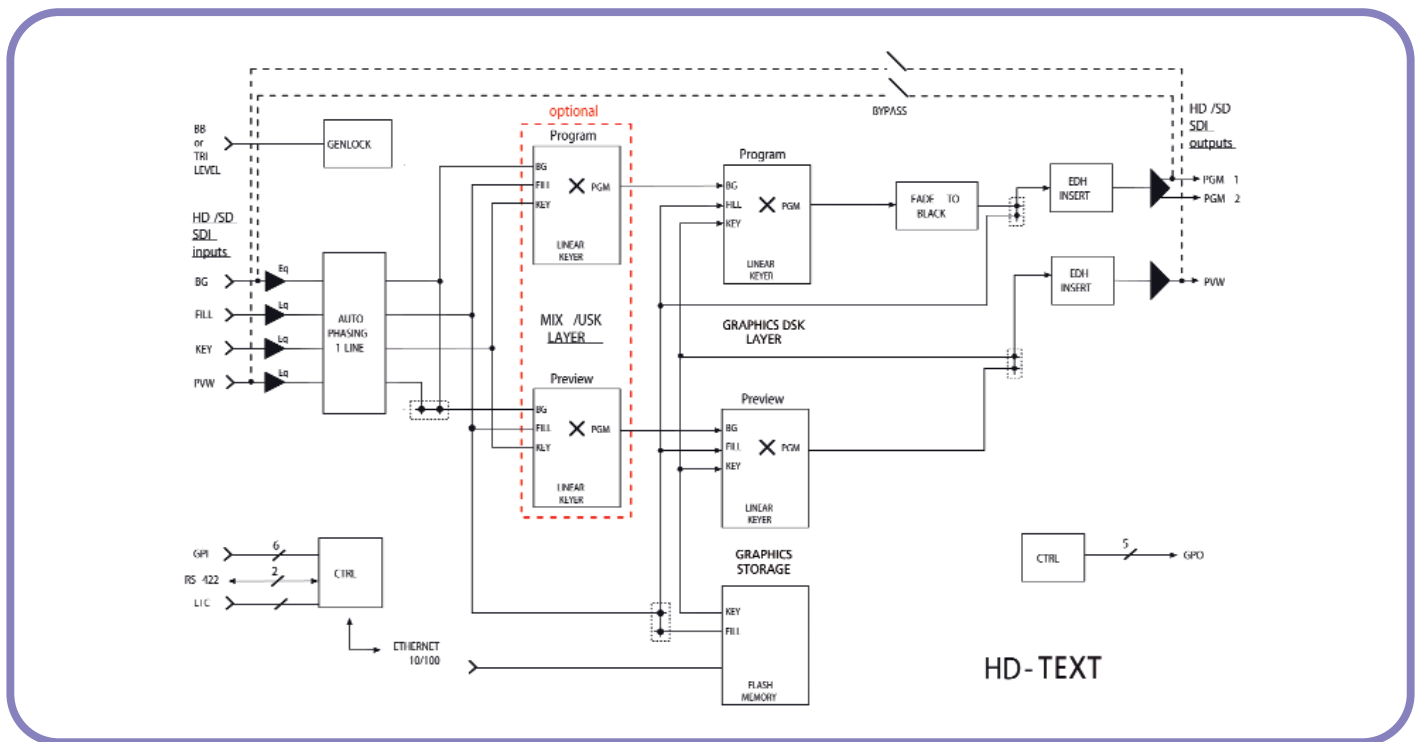 optional
BYPASS
HD /SD
SDI
outputs
BB
or
TRI
LEVEL
GENLOCK
Program
BG
FILL
KEY
PGM
LINEAR
KEYER
Program
BG
FILL
KEY
PGM
LINEAR
KEYER
FADE TO
BLACK
EDH
INSERT
PGM 1
PGM 2
HD /SD
SDI
inputs
BG
Eq
FILL
Eq
KEY
Eq
PVW
Eq
AUTO
PHASING
1 LINE
MIX /USK
LAYER
GRAPHICS DSK
LAYER
EDH
INSERT
PVW
Preview
BG
FILL
KEY
PGM
LINEAR
KEYER
Preview
BG
FILL
KEY
PGM
LINEAR
KEYER
GPI
6
RS 422
2
LTC
CTRL
ETHERNET
10/100
GRAPHICS
STORAGE
KEY
FILL
FLASH
MEMORY
CTRL
5
GPO
HD-TEXT